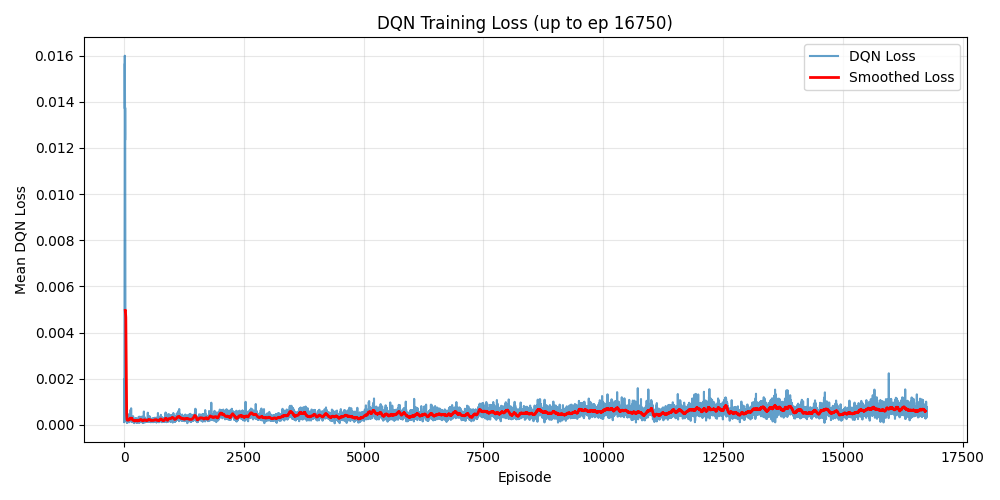 DQN Training Loss (up to ep 16750)
DQN Loss
Smoothed Loss
Mean DQN Loss
0.016
0.014
0.012
0.010
0.008
0.006
0.004
0.002
0.000
0 2500 5000 7500 10000 12500 15000 17500
Episode